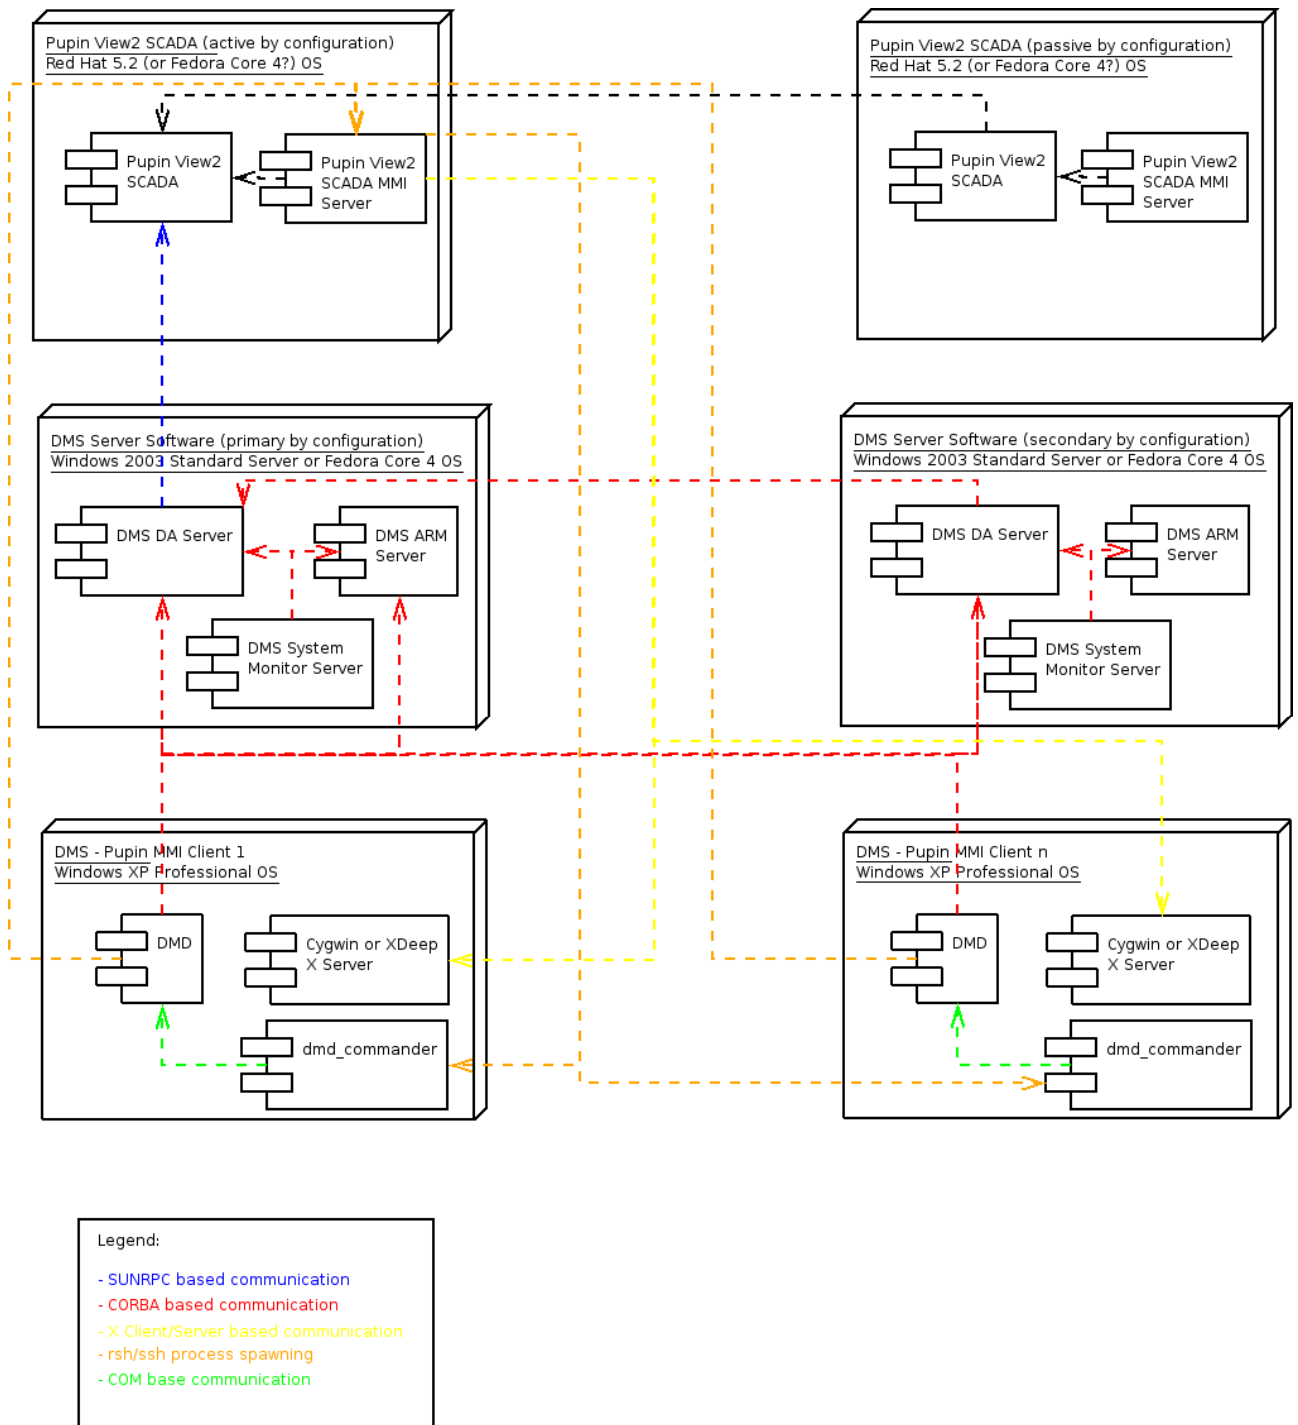 Pupin View2 SCADA (active by configuration)
Red Hat 5.2 (or Fedora Core 4?) OS
Pupin View2
SCADA
Pupin View2
SCADA MMI
Server
Pupin View2 SCADA (passive by configuration)
Red Hat 5.2 (or Fedora Core 4?) OS
Pupin View2
SCADA
Pupin View2
SCADA MMI
Server
DMS Server Software (primary by configuration)
Windows 2003 Standard Server or Fedora Core 4 OS
DMS DA Server
DMS ARM
Server
DMS System
Monitor Server
DMS Server Software (secondary by configuration)
Windows 2003 Standard Server or Fedora Core 4 OS
DMS DA Server
DMS ARM
Server
DMS System
Monitor Server
DMS - Pupin MMI Client 1
Windows XP Professional OS
DMD
Cygwin or XDeep
X Server
dmd_commander
DMS - Pupin MMI Client n
Windows XP Professional OS
DMD
Cygwin or XDeep
X Server
dmd_commander
Legend:
- SUNRPC based communication
- CORBA based communication
- X Client/Server based communication
- rsh/ssh process spawning
- COM base communication